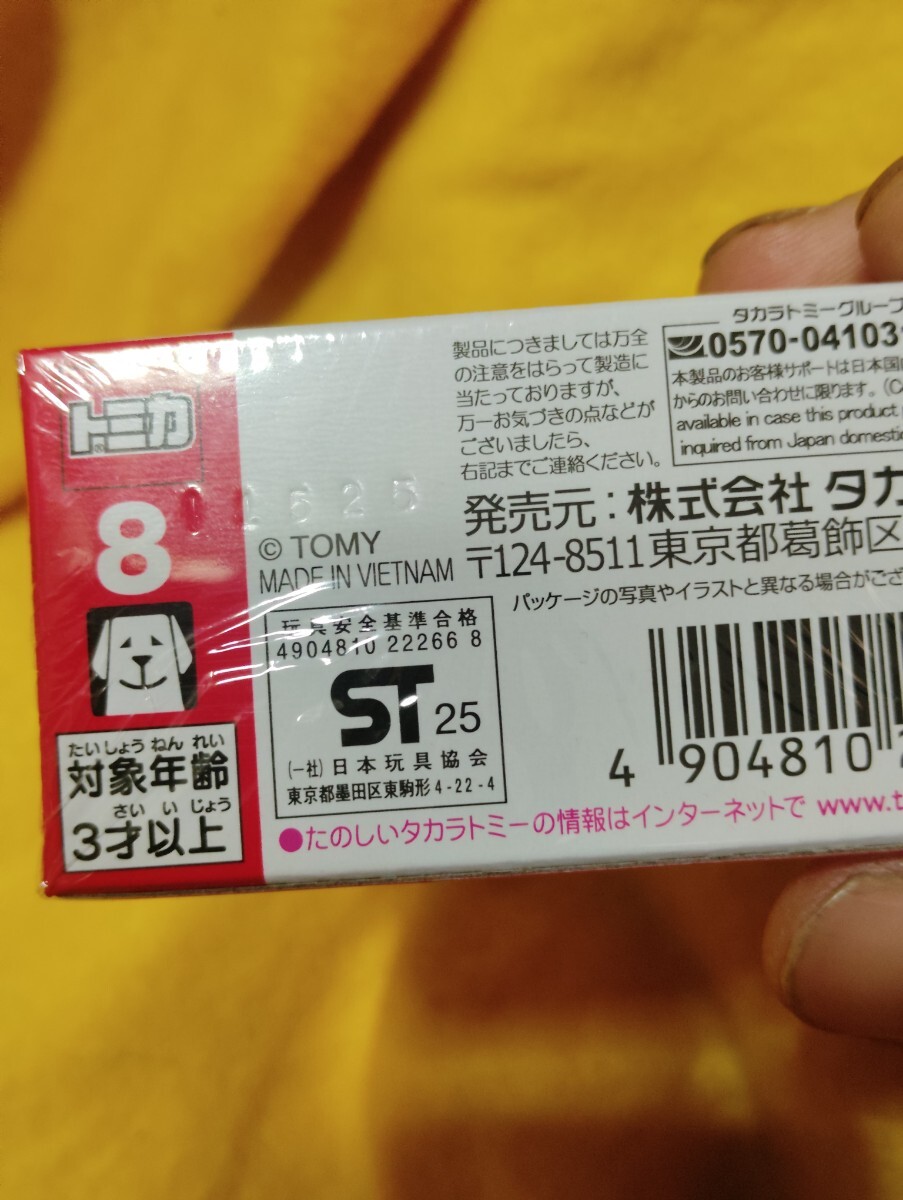 トミカ
8
対象年齢
たいしょうねんれい
3才以上
さいいじょう
© TOMY
MADE IN VIETNAM
玩具安全基準合格
4904810 22266 8
ST 25
(一社)日本玩具協会
東京都墨田区東駒形4-22-4
製品につきましては万全
の注意をはらって製造に
当たっておりますが、
万一お気づきの点などが
ございましたら、
右記までご連絡ください。
タカラトミーグループ
0570-04103
本製品のお客様サポートは日本国
からのお問い合わせに限ります。
available in case this product
inquired from Japan
発売元:株式会社 タカ
〒124-8511東京都葛飾区
パッケージの写真やイラストと異なる場合がござ
4 904810
●たのしいタカラトミーの情報はインターネットで www.t